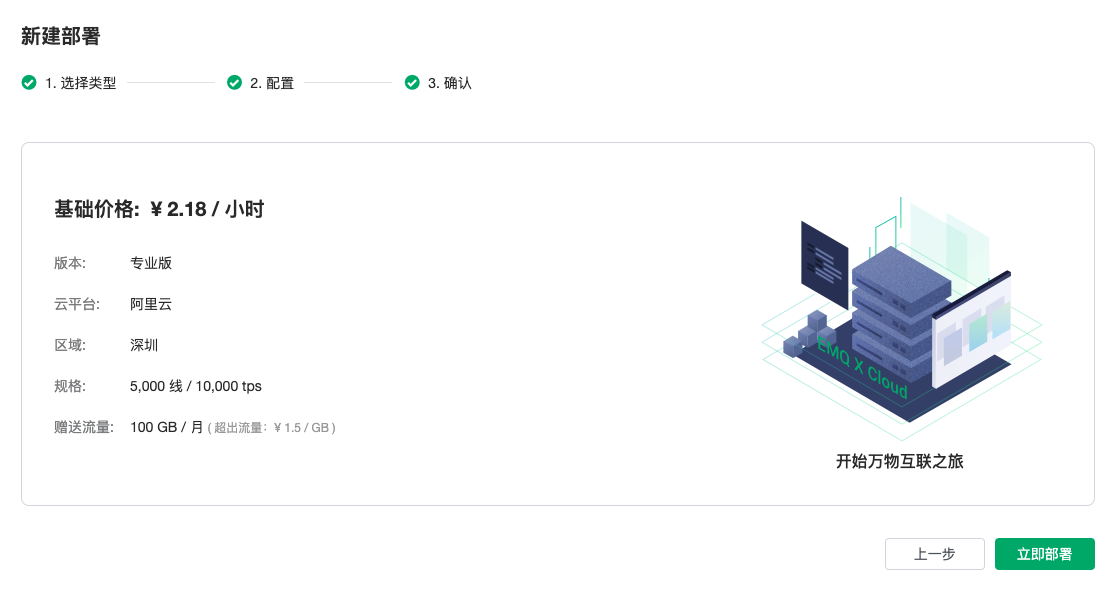 新建部署
1. 选择类型
2. 配置
3. 确认
基础价格: ¥ 2.18 / 小时
版本: 专业版
云平台: 阿里云
区域: 深圳
规格: 5,000 线 / 10,000 tps
赠送流量: 100 GB / 月 ( 超出流量: ¥ 1.5 / GB )
EMQ X Cloud
开始万物互联之旅
上一步
立即部署